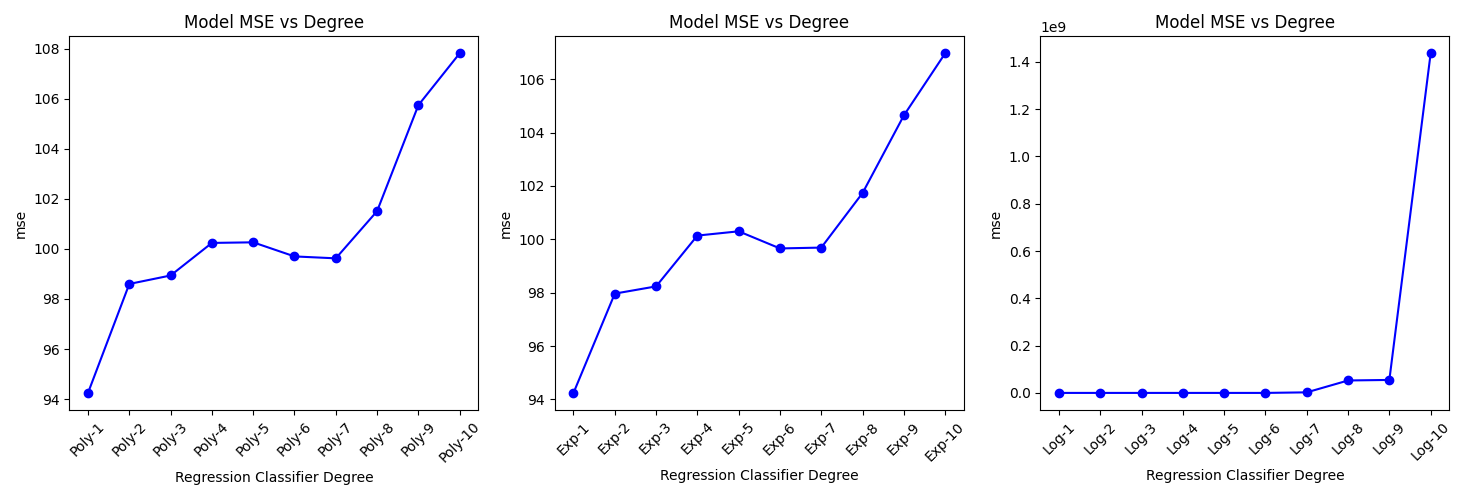 Model MSE vs Degree
108
106
104
102
100
98
96
94
mse
Poly-1
Poly-2
Poly-3
Poly-4
Poly-5
Poly-6
Poly-7
Poly-8
Poly-9
Poly-10
Regression Classifier Degree
Model MSE vs Degree
106
104
102
100
98
96
94
mse
Exp-1
Exp-2
Exp-3
Exp-4
Exp-5
Exp-6
Exp-7
Exp-8
Exp-9
Exp-10
Regression Classifier Degree
Model MSE vs Degree
1e9
1.4
1.2
1.0
0.8
0.6
0.4
0.2
0.0
mse
Log-1
Log-2
Log-3
Log-4
Log-5
Log-6
Log-7
Log-8
Log-9
Log-10
Regression Classifier Degree